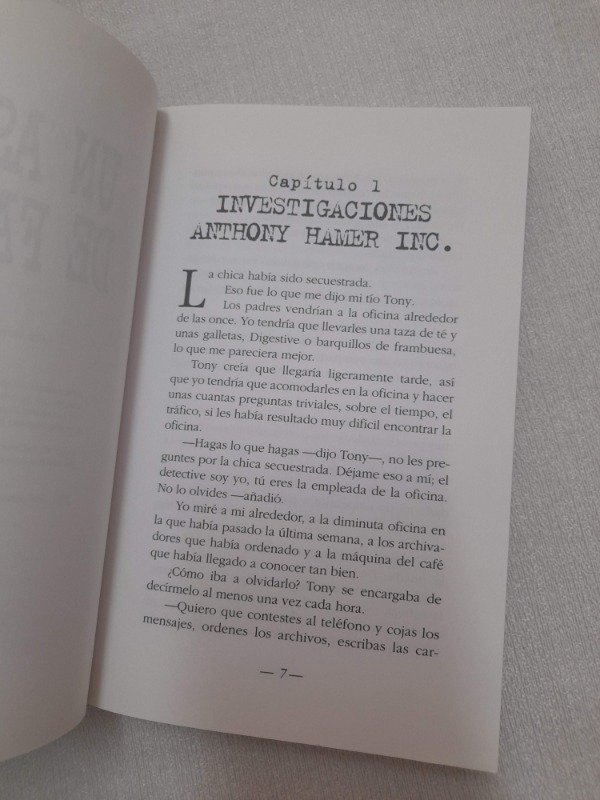 Capítulo 1
INVESTIGACIONES
ANTHONY HAMER INC.
La chica había sido secuestrada.
Eso fue lo que me dijo mi tío Tony.
Los padres vendrían a la oficina alrededor
de las once. Yo tendría que llevarles una taza de té y
unas galletas, Digestive o barquillos de frambuesa,
lo que me pareciera mejor.
Tony creía que llegaría ligeramente tarde, así
que yo tendría que acomodarles en la oficina y hacer
unas cuantas preguntas triviales, sobre el tiempo, el
tráfico, si les había resultado muy difícil encontrar la
oficina.
—Hagas lo que hagas —dijo Tony—, no les pre-
guntes por la chica secuestrada. Déjame eso a mí; el
detective soy yo, tú eres la empleada de la oficina.
No lo olvides —añadió.
Yo miré a mi alrededor, a la diminuta oficina en
la que había pasado la última semana, a los archiva-
dores que había ordenado y a la máquina del café
que había llegado a conocer tan bien.
¿Cómo iba a olvidarlo? Tony se encargaba de
decírmelo al menos una vez cada hora.
—Quiero que contestes al teléfono y cojas los
mensajes, ordenes los archivos, escribas las car-
— 7 —